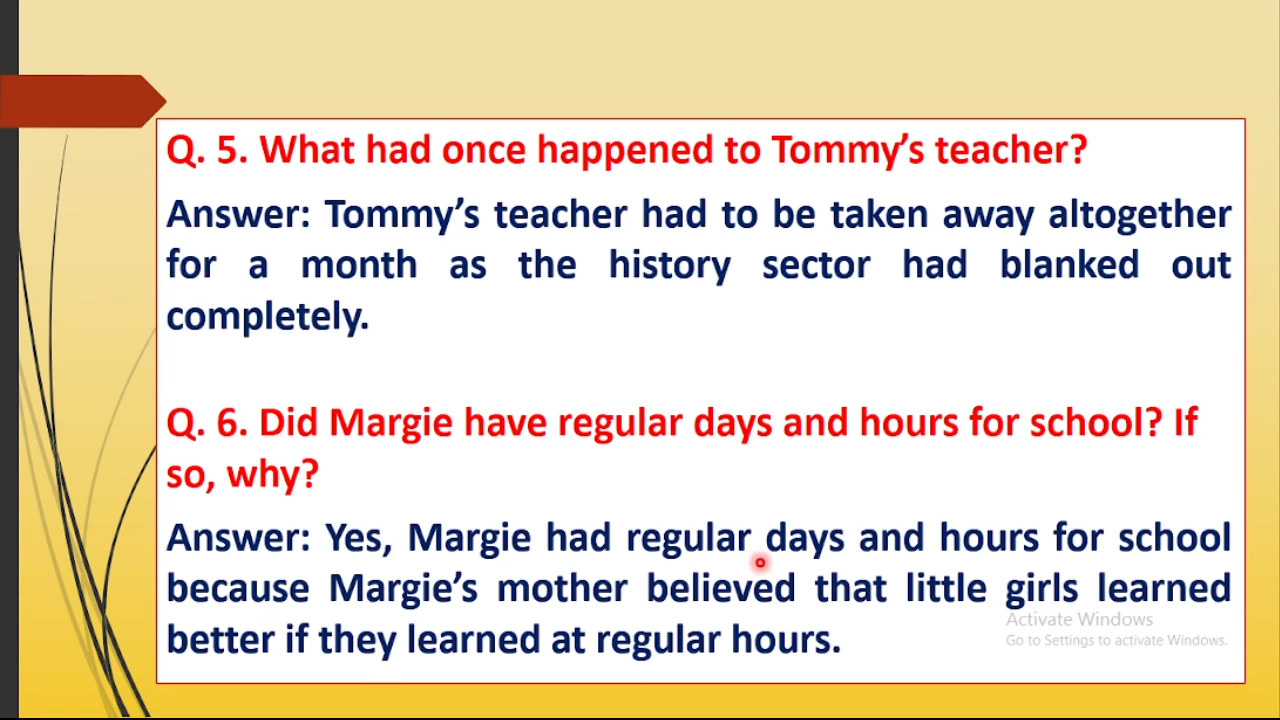 Q. 5. What had once happened to Tommy’s teacher?
Answer: Tommy’s teacher had to be taken away altogether
for a month as the history sector had blanked out
completely.
Q. 6. Did Margie have regular days and hours for school? If
so, why?
Answer: Yes, Margie had regular days and hours for school
because Margie’s mother believed that little girls learned
better if they learned at regular hours.
Activate Windows
Go to Settings to activate Windows.